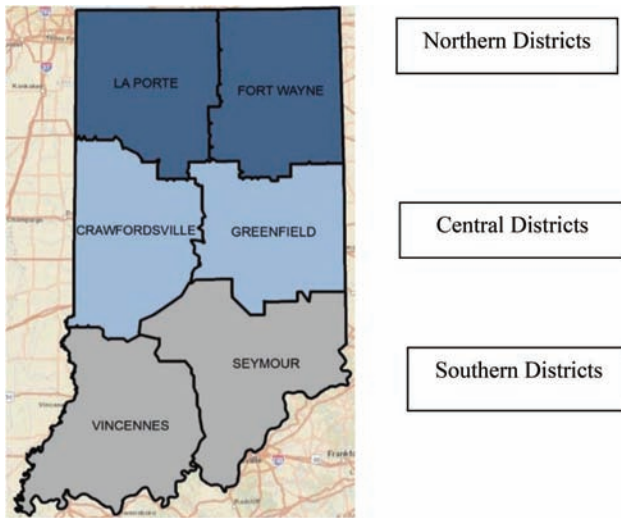 Northern Districts
LA PORTE
FORT WAYNE
CRAWFORDSVILLE
GREENFIELD
Central Districts
SEYMOUR
Southern Districts
VINCENNES